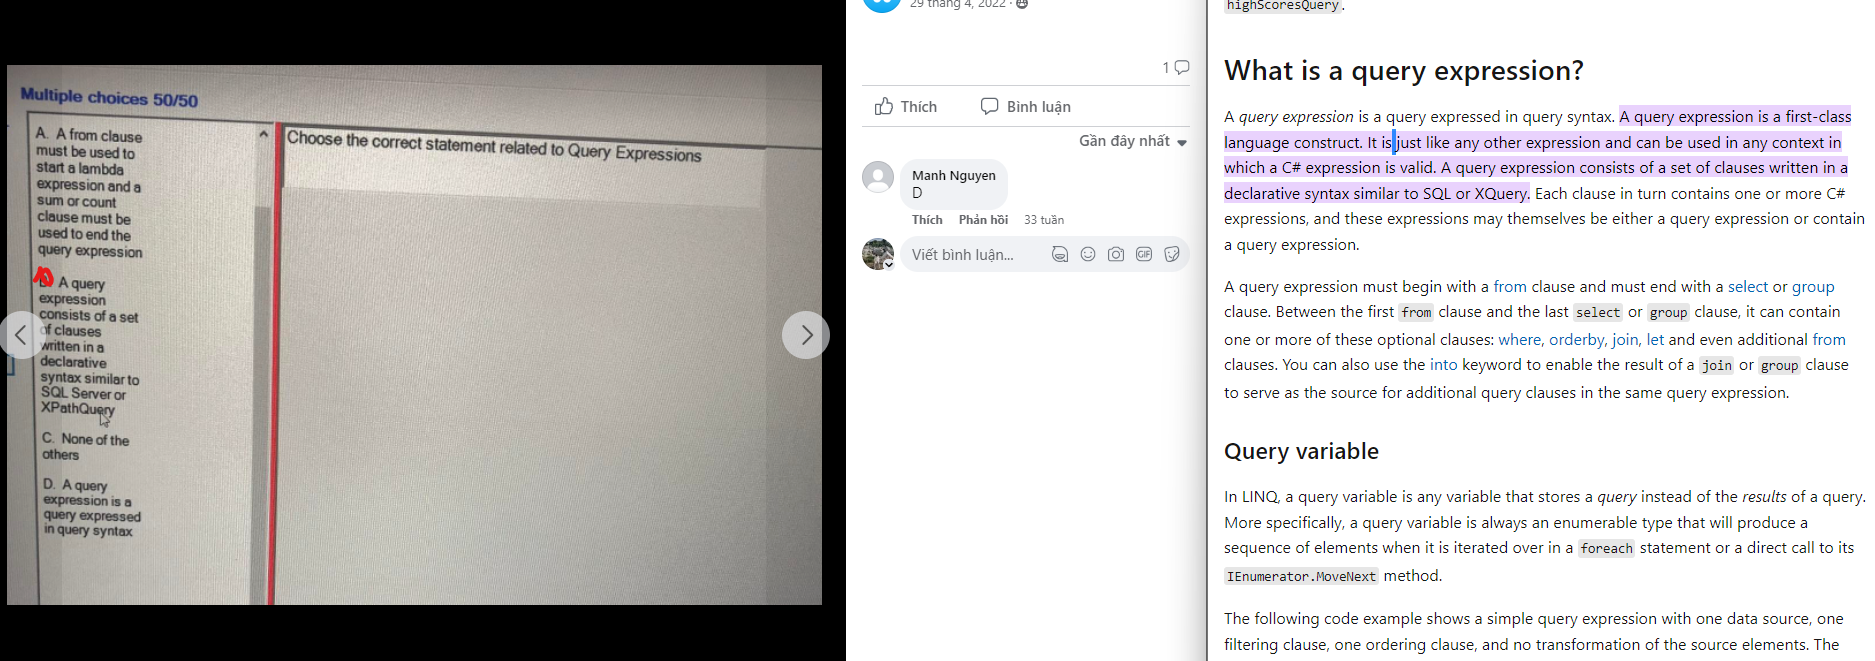 Multiple choices 50/50
A. A from clause
must be used to
start a lambda
expression and a
sum or count
clause must be
used to end the
query expression
A query
expression
consists of a set
of clauses
written in a
declarative
syntax similar to
SQL Server or
XPathQuery
C. None of the
others
D. A query
expression is a
query expressed
in query syntax
Choose the correct statement related to Query Expressions
29 tháng 4, 2022 ·
1
Thích
Bình luận
Gần đây nhất
Manh Nguyen
D
Thích Phản hồi 33 tuần
Viết bình luận...
GIF
highScoresQuery.
What is a query expression?
A query expression is a query expressed in query syntax. A query expression is a first-class
language construct. It is just like any other expression and can be used in any context in
which a C# expression is valid. A query expression consists of a set of clauses written in a
declarative syntax similar to SQL or XQuery. Each clause in turn contains one or more C#
expressions, and these expressions may themselves be either a query expression or contain
a query expression.
A query expression must begin with a from clause and must end with a select or group
clause. Between the first from clause and the last select or group clause, it can contain
one or more of these optional clauses: where, orderby, join, let and even additional from
clauses. You can also use the into keyword to enable the result of a join or group clause
to serve as the source for additional query clauses in the same query expression.
Query variable
In LINQ, a query variable is any variable that stores a query instead of the results of a query.
More specifically, a query variable is always an enumerable type that will produce a
sequence of elements when it is iterated over in a foreach statement or a direct call to its
IEnumerator.MoveNext method.
The following code example shows a simple query expression with one data source, one
filtering clause, one ordering clause, and no transformation of the source elements. The